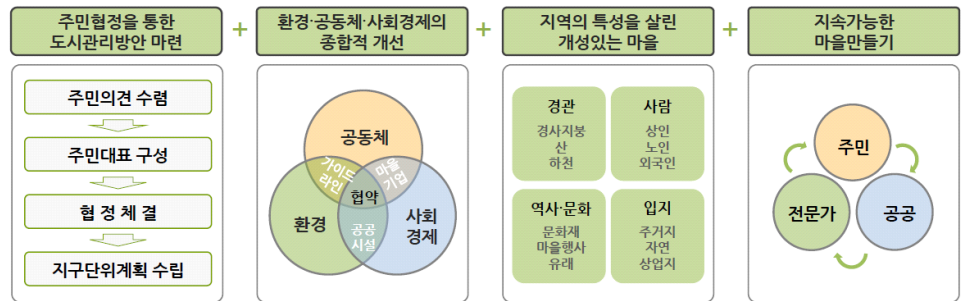 주민협정을 통한
도시관리방안 마련
+
환경·공동체·사회경제의
종합적 개선
+
지역의 특성을 살린
개성있는 마을
+
지속가능한
마을만들기
주민의견 수렴
주민대표 구성
협 정 체 결
지구단위계획 수립
공동체
가이드
라인
마을
기업
협약
환경
공공
시설
사회
경제
경관
경사지붕
산
하천
사람
상인
노인
외국인
역사·문화
문화재
마을행사
유래
입지
주거지
자연
상업지
주민
전문가
공공